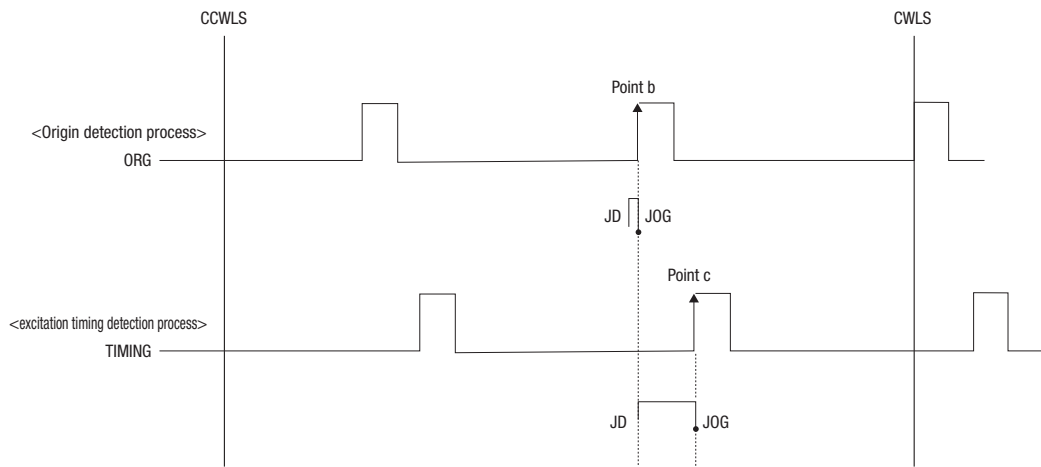 CCWLS
CWLS
Point b
<Origin detection process>
ORG
JD
JOG
Point c
<excitation timing detection process>
TIMING
JD
JOG